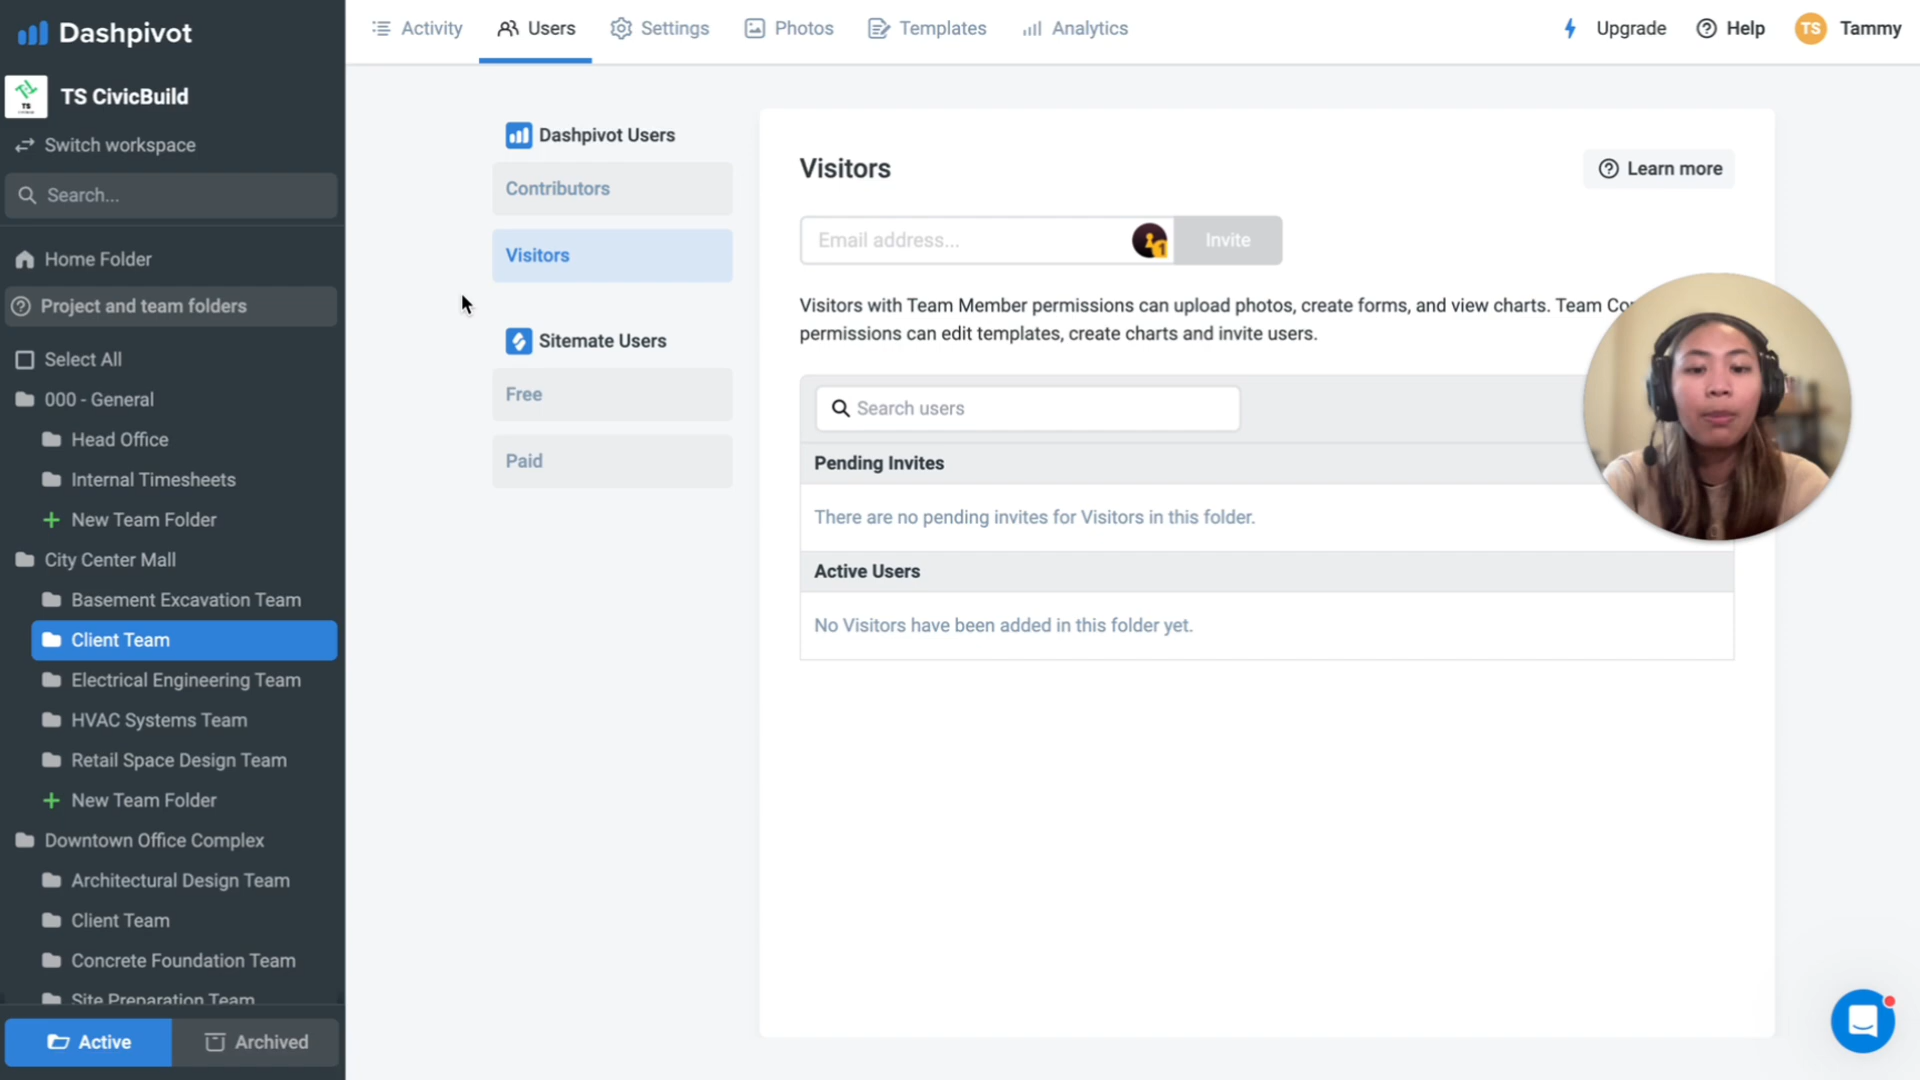 Dashpivot
TS CivicBuild
Switch workspace
Search...
Home Folder
Project and team folders
Select All
000 - General
Head Office
Internal Timesheets
New Team Folder
City Center Mall
Basement Excavation Team
Client Team
Electrical Engineering Team
HVAC Systems Team
Retail Space Design Team
New Team Folder
Downtown Office Complex
Architectural Design Team
Client Team
Concrete Foundation Team
Site Preparation Team
Active
Archived
Activity
Users
Settings
Photos
Templates
Analytics
Upgrade
Help
TS
Tammy
Dashpivot Users
Contributors
Visitors
Sitemate Users
Free
Paid
Visitors
Learn more
Email address...
1
Invite
Visitors with Team Member permissions can upload photos, create forms, and view charts. Team
permissions can edit templates, create charts and invite users.
Search users
Pending Invites
There are no pending invites for Visitors in this folder.
Active Users
No Visitors have been added in this folder yet.